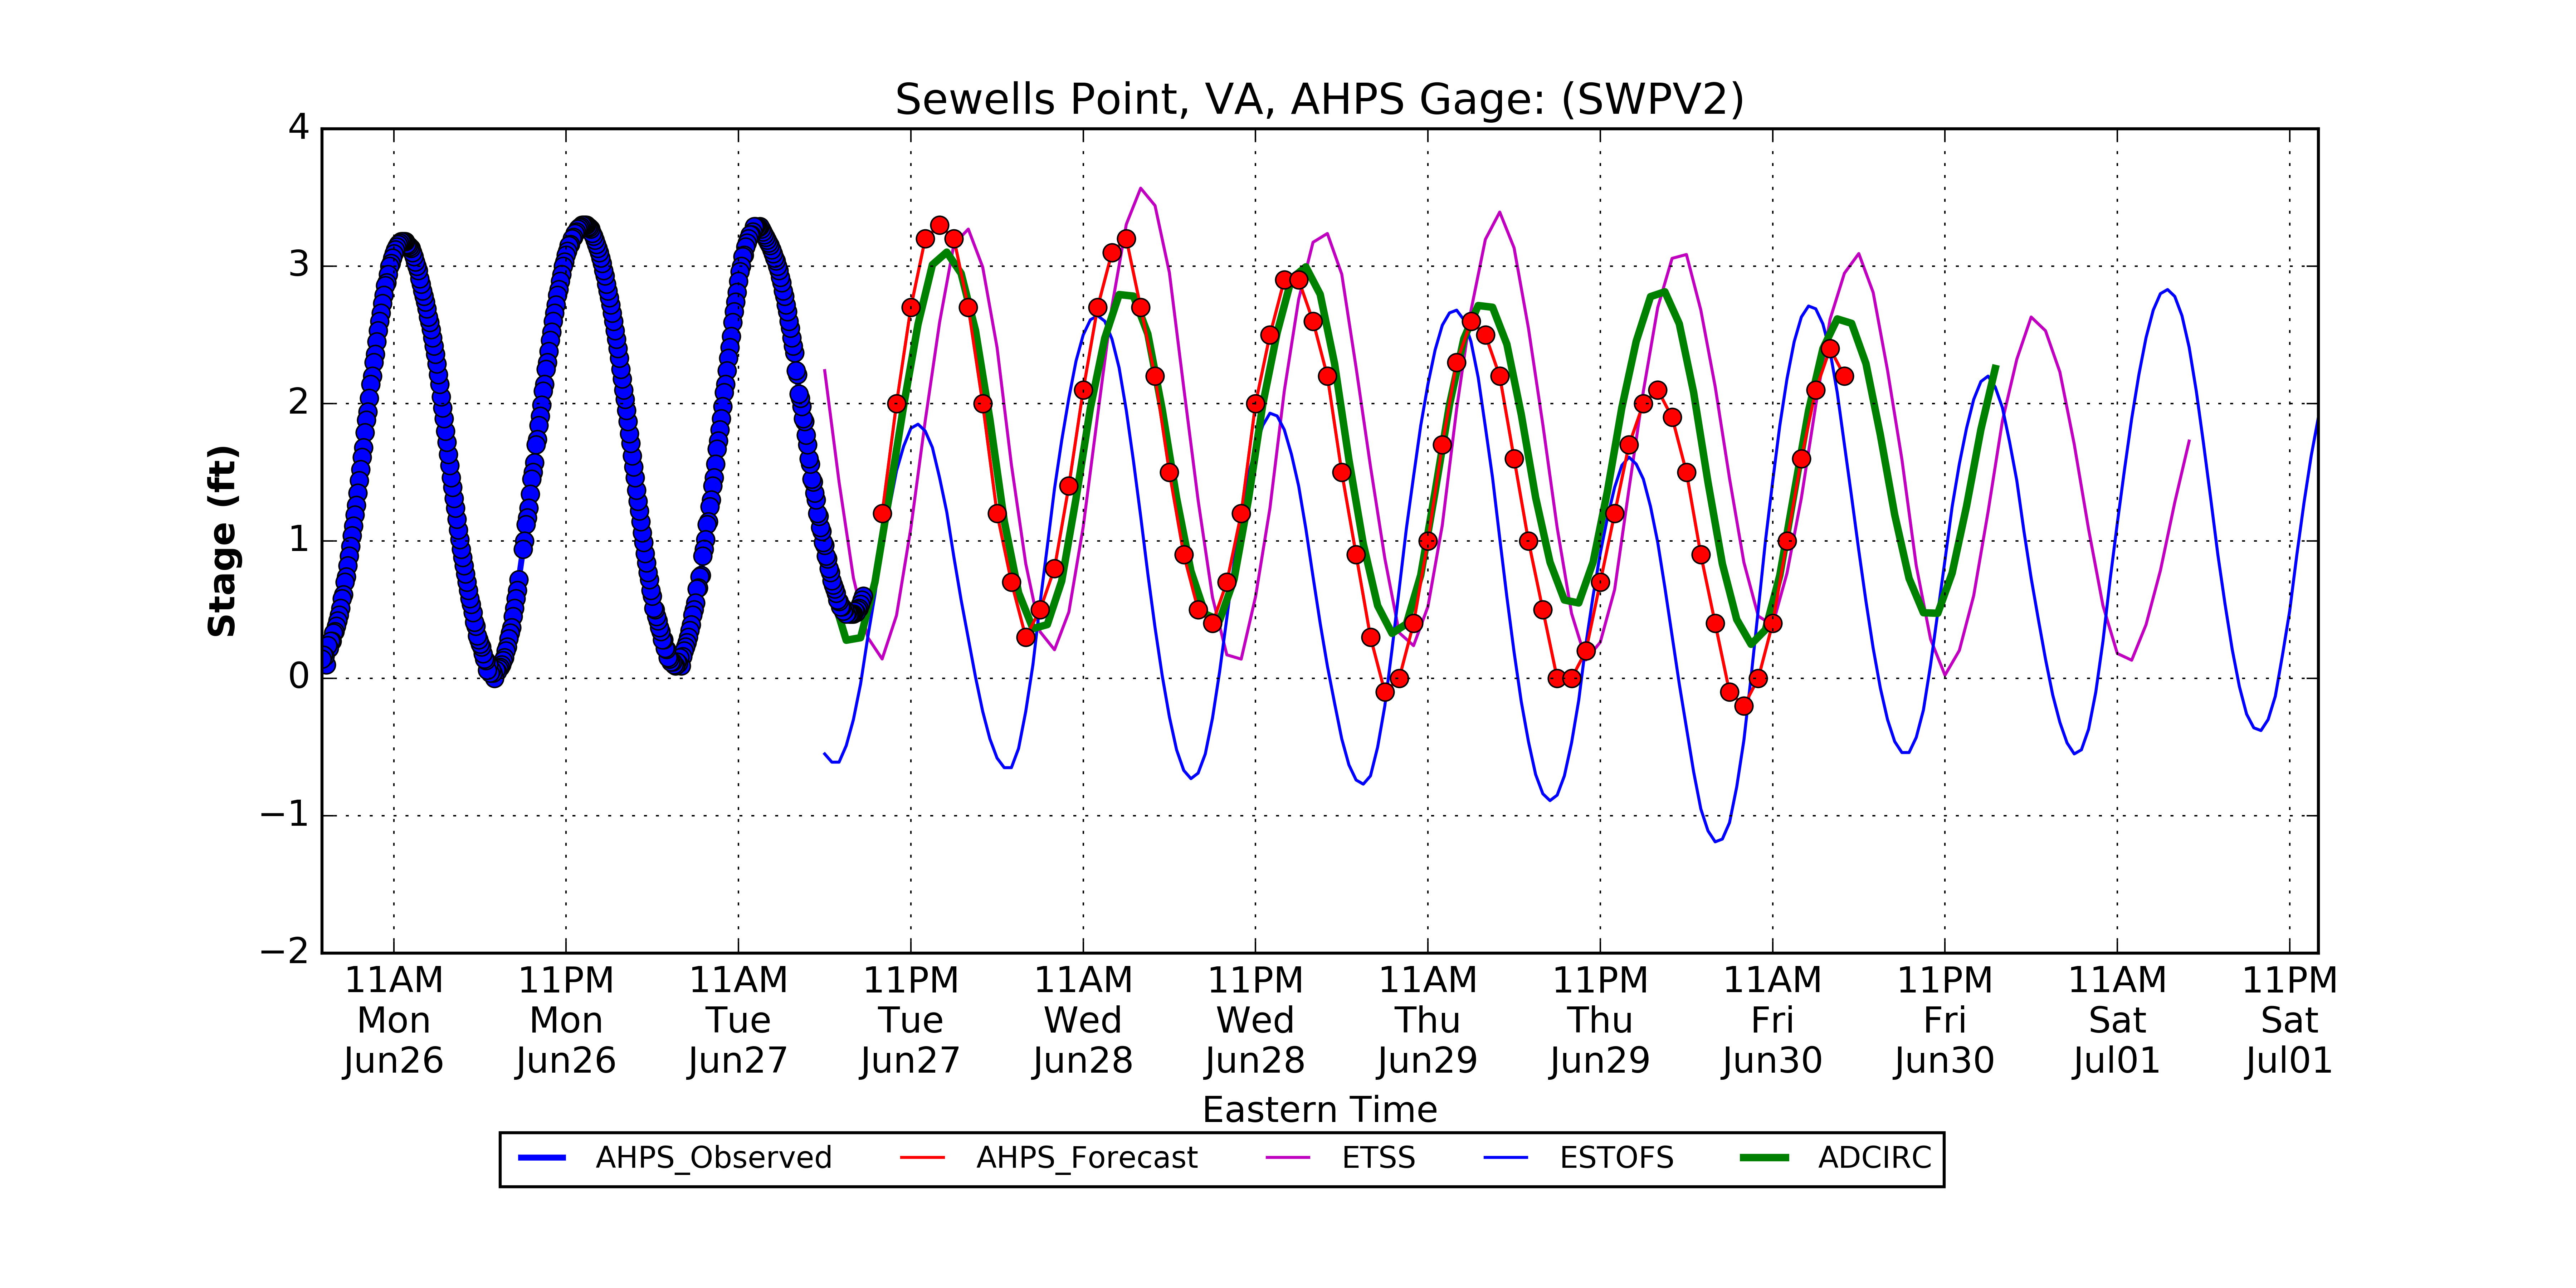 Sewells Point, VA, AHPS Gage: (SWPV2)
4
3
2
1
0
−1
−2
Stage (ft)
11AM 11PM 11AM 11PM 11AM 11PM 11AM 11PM 11AM 11PM 11AM 11PM
Mon Mon Tue Tue Wed Wed Thu Thu Fri Fri Sat Sat
Jun26 Jun26 Jun27 Jun27 Jun28 Jun28 Jun29 Jun29 Jun30 Jun30 Jul01 Jul01
Eastern Time
AHPS_Observed AHPS_Forecast ETSS ESTOFS ADCIRC